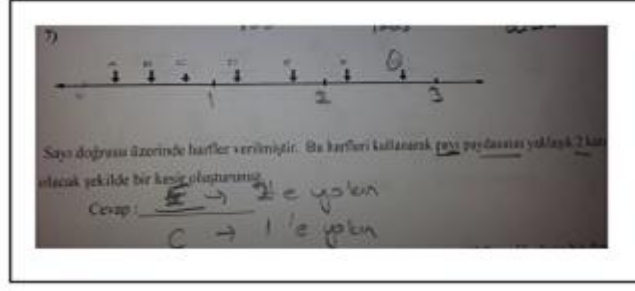 7)
G
1 2 3
Sayı doğrusu üzerinde harfler verilmiştir. Bu harfleri kullanarak payı paydasını yaklaşık 2 katı
olacak şekilde bir kesir oluşturunuz.
Cevap : E → 2'e yakın
C → 1'e yakın